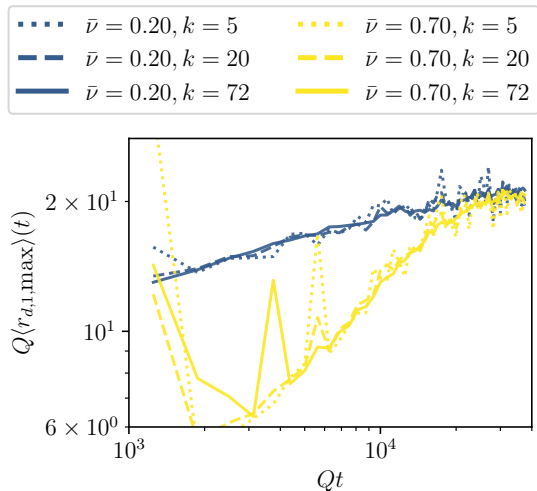 ν̄ = 0.20, k = 5
ν̄ = 0.20, k = 20
ν̄ = 0.20, k = 72
ν̄ = 0.70, k = 5
ν̄ = 0.70, k = 20
ν̄ = 0.70, k = 72
Q⟨r_{d,1,max}⟩(t)
2 × 10¹
10¹
6 × 10⁰
10³
10⁴
Qt